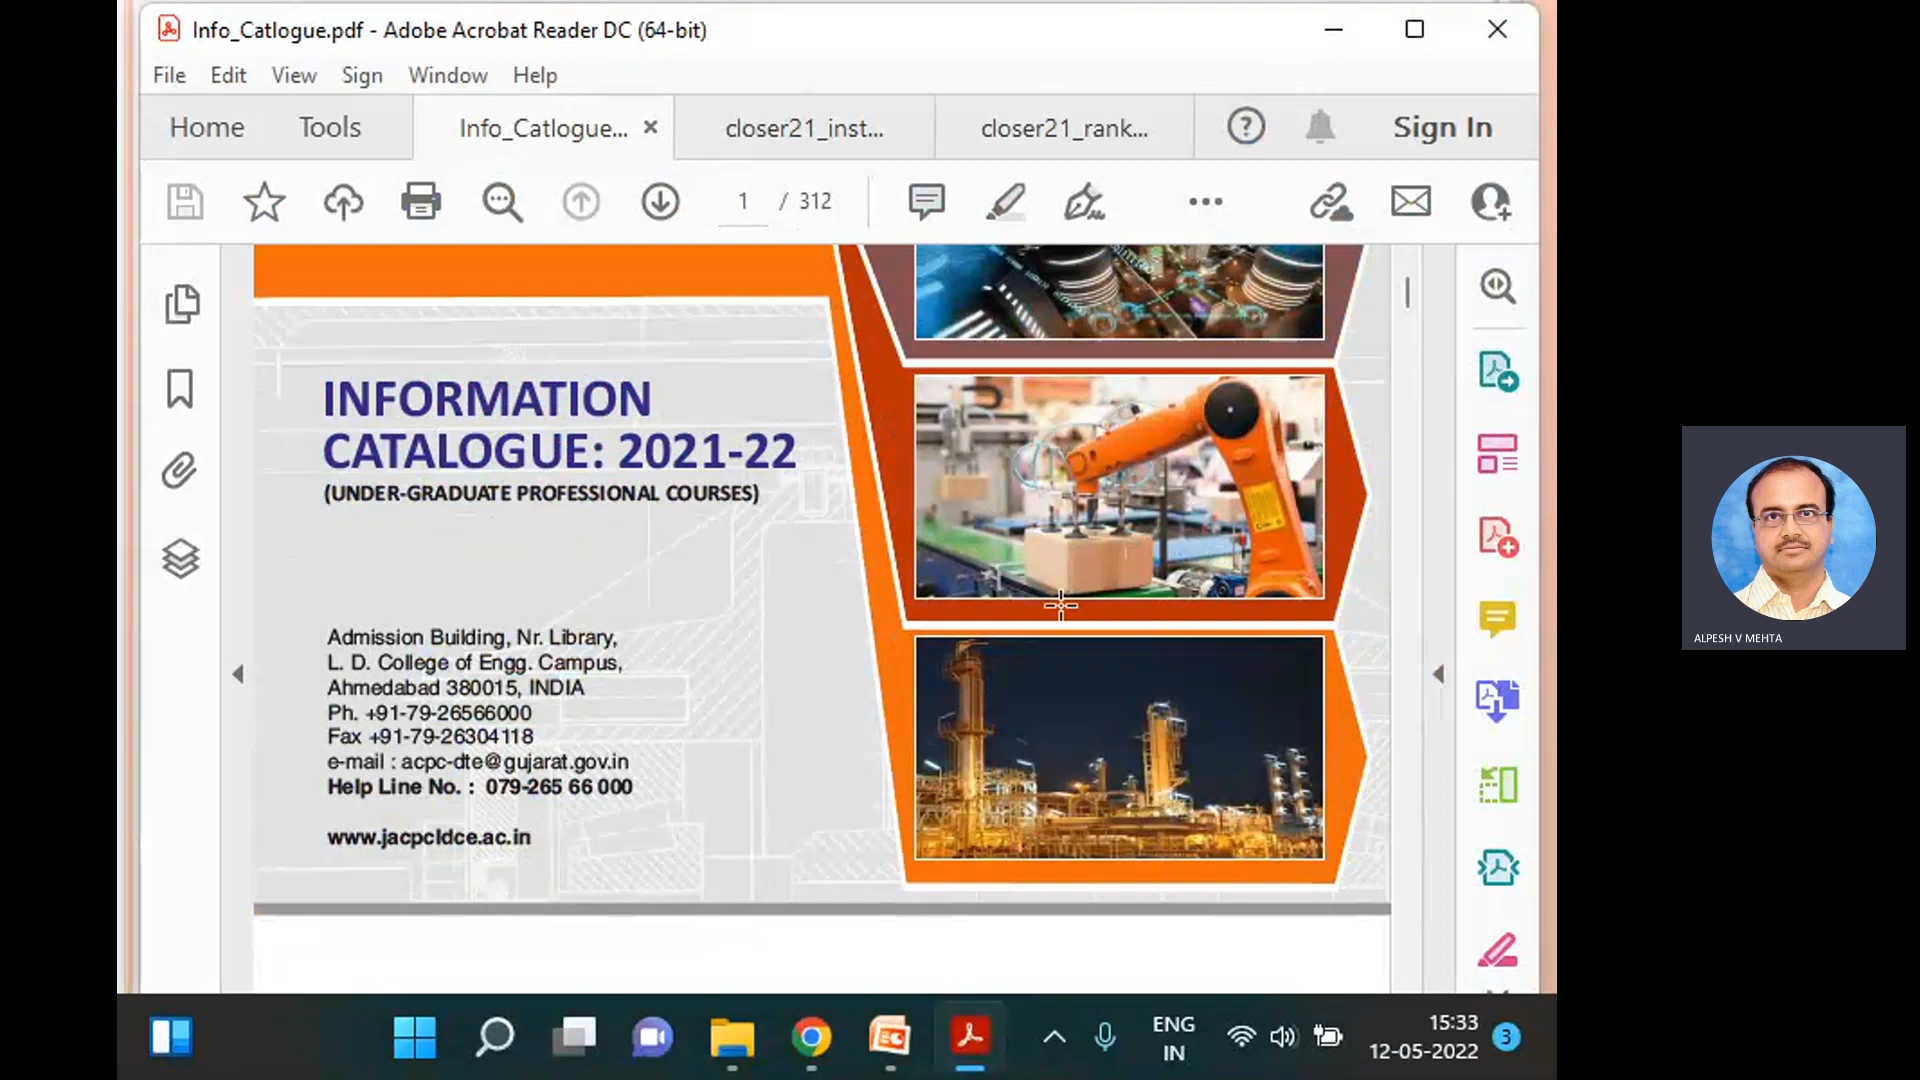 Info_Catlogue.pdf - Adobe Acrobat Reader DC (64-bit)
File Edit View Sign Window Help
Home Tools Info_Catlogue... closer21_inst... closer21_rank... Sign In
1 / 312
INFORMATION
CATALOGUE: 2021-22
(UNDER-GRADUATE PROFESSIONAL COURSES)
Admission Building, Nr. Library,
L. D. College of Engg. Campus,
Ahmedabad 380015, INDIA
Ph. +91-79-26566000
Fax +91-79-26304118
e-mail : acpc-dte@gujarat.gov.in
Help Line No. : 079-265 66 000
www.jacpcldce.ac.in
ALPESH V MEHTA
ENG
IN
15:33
12-05-2022
3